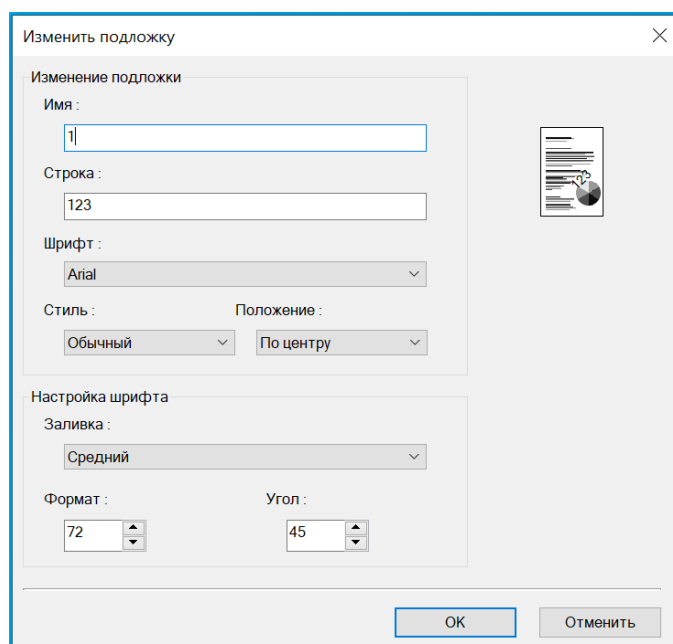 Изменить подложку
Изменение подложки
Имя :
1
Строка :
123
Шрифт :
Arial
Стиль : Положение :
Обычный По центру
Настройка шрифта
Заливка :
Средний
Формат : Угол :
72 45
OK Отменить
123